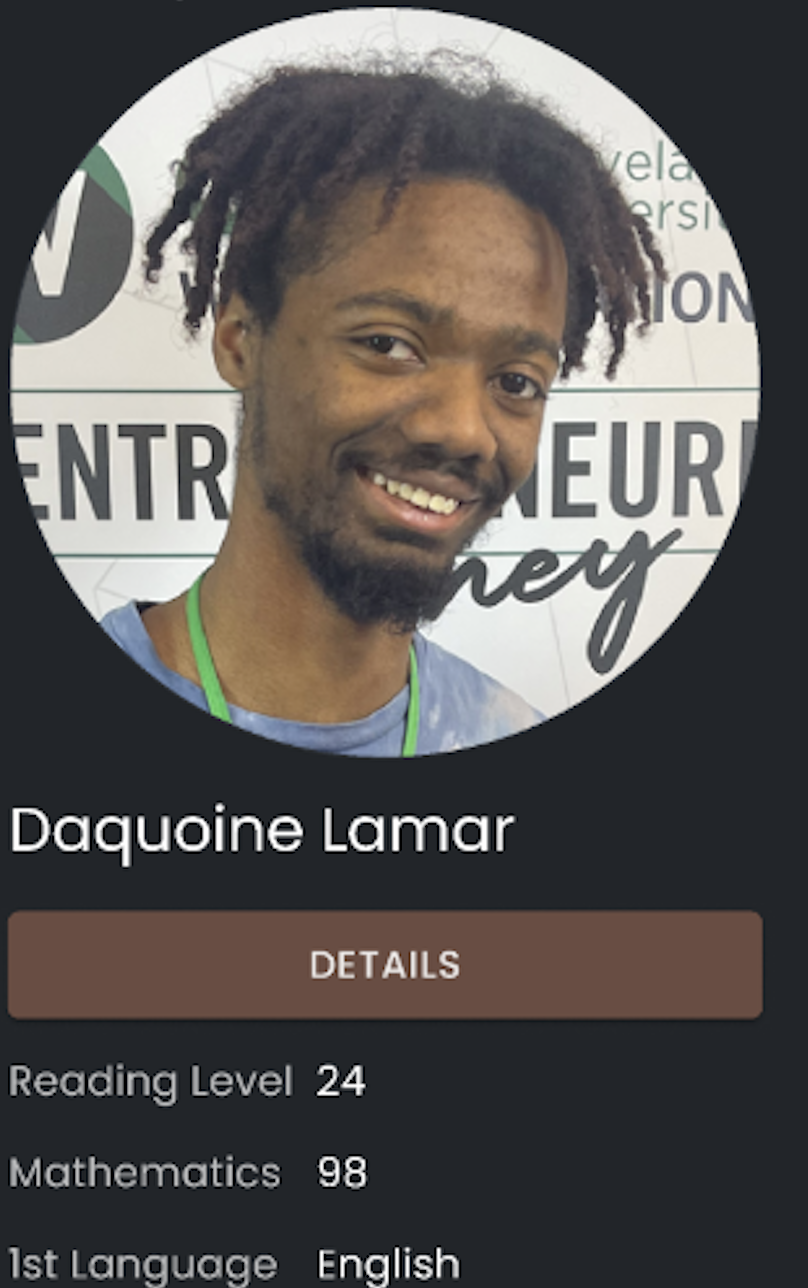 W
vela
ersi
ION
ENTR NEUR
ney
Daquoine Lamar
DETAILS
Reading Level 24
Mathematics 98
1st Language English